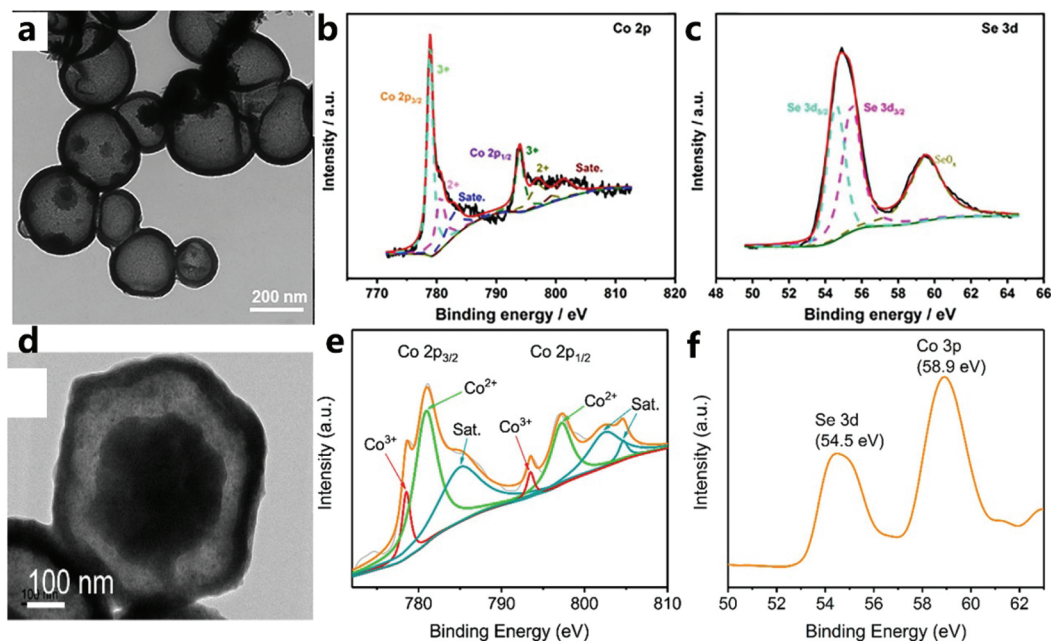 a
200 nm
b
Co 2p
Co 2p3/2
3+
2+
Sate.
Co 2p1/2
3+
2+
Sate.
Intensity / a.u.
770 780 790 800 810 820
Binding energy / eV
c
Se 3d
Se 3d5/2
Se 3d3/2
SeOx
Intensity / a.u.
48 50 52 54 56 58 60 62 64 66
Binding energy / eV
d
100 nm
e
Co 2p3/2 Co 2p1/2
Co2+
Co3+
Sat.
Co3+
Co2+
Sat.
Intensity (a.u.)
780 790 800 810
Binding Energy (eV)
f
Co 3p
(58.9 eV)
Se 3d
(54.5 eV)
Intensity (a.u.)
50 52 54 56 58 60 62
Binding Energy (eV)